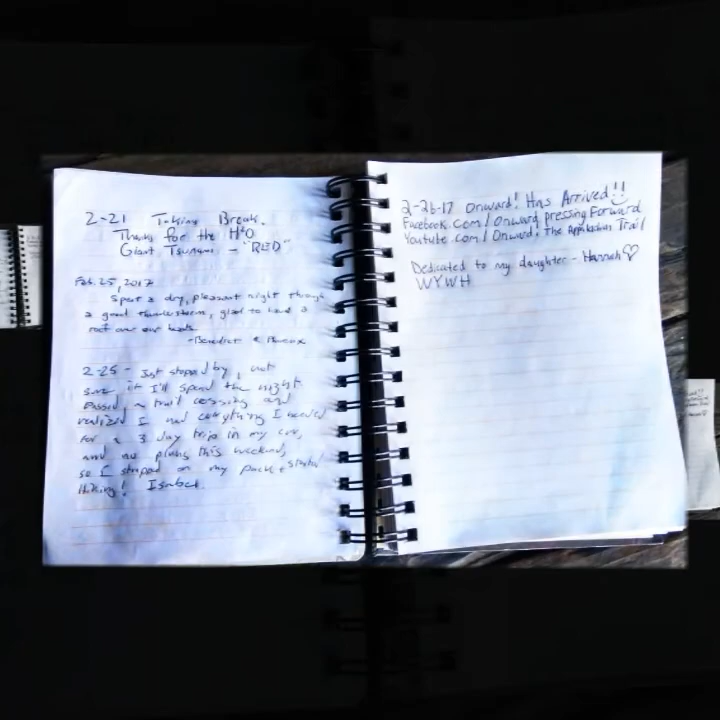 2-21 Taking Break.
Thanks for the H2O
Giant Tsunami - "RED"
Feb. 25, 2017
Spent a dry, pleasant night through
a good thunderstorm, glad to have a
roof over our heads.
- Benedict &
2-25 - Just stopped by, not
sure if I'll spend the night.
Passed a trail crossing and
realized I had everything I needed
for a 3 day trip in my car,
and no plans this weekend,
so I strapped on my pack & started
Hiking! Isabel.
2-26-17 Onward! Has Arrived!!
Facebook.com/Onward.pressing Forward
Youtube.com/Onward! The Appalachian Trail
Dedicated to my daughter - Hannah ♡
WYWH